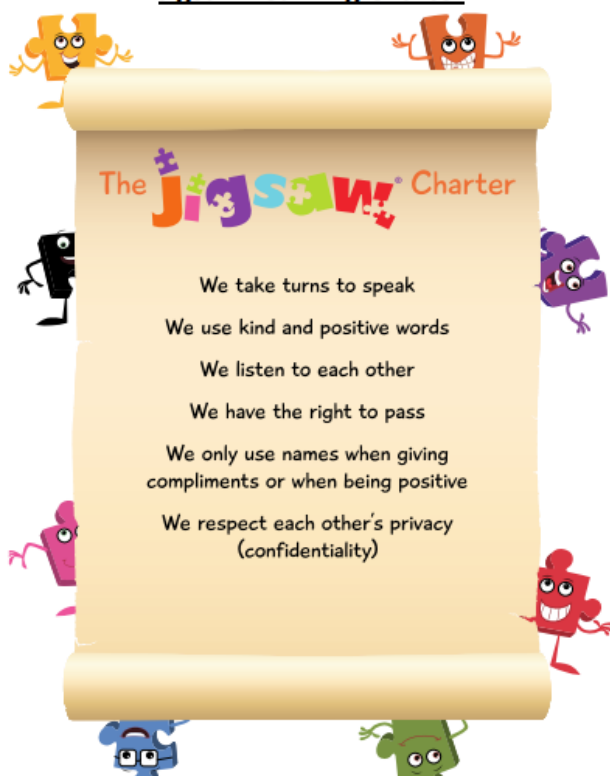 The Jigsaw® Charter
We take turns to speak
We use kind and positive words
We listen to each other
We have the right to pass
We only use names when giving
compliments or when being positive
We respect each other's privacy
(confidentiality)